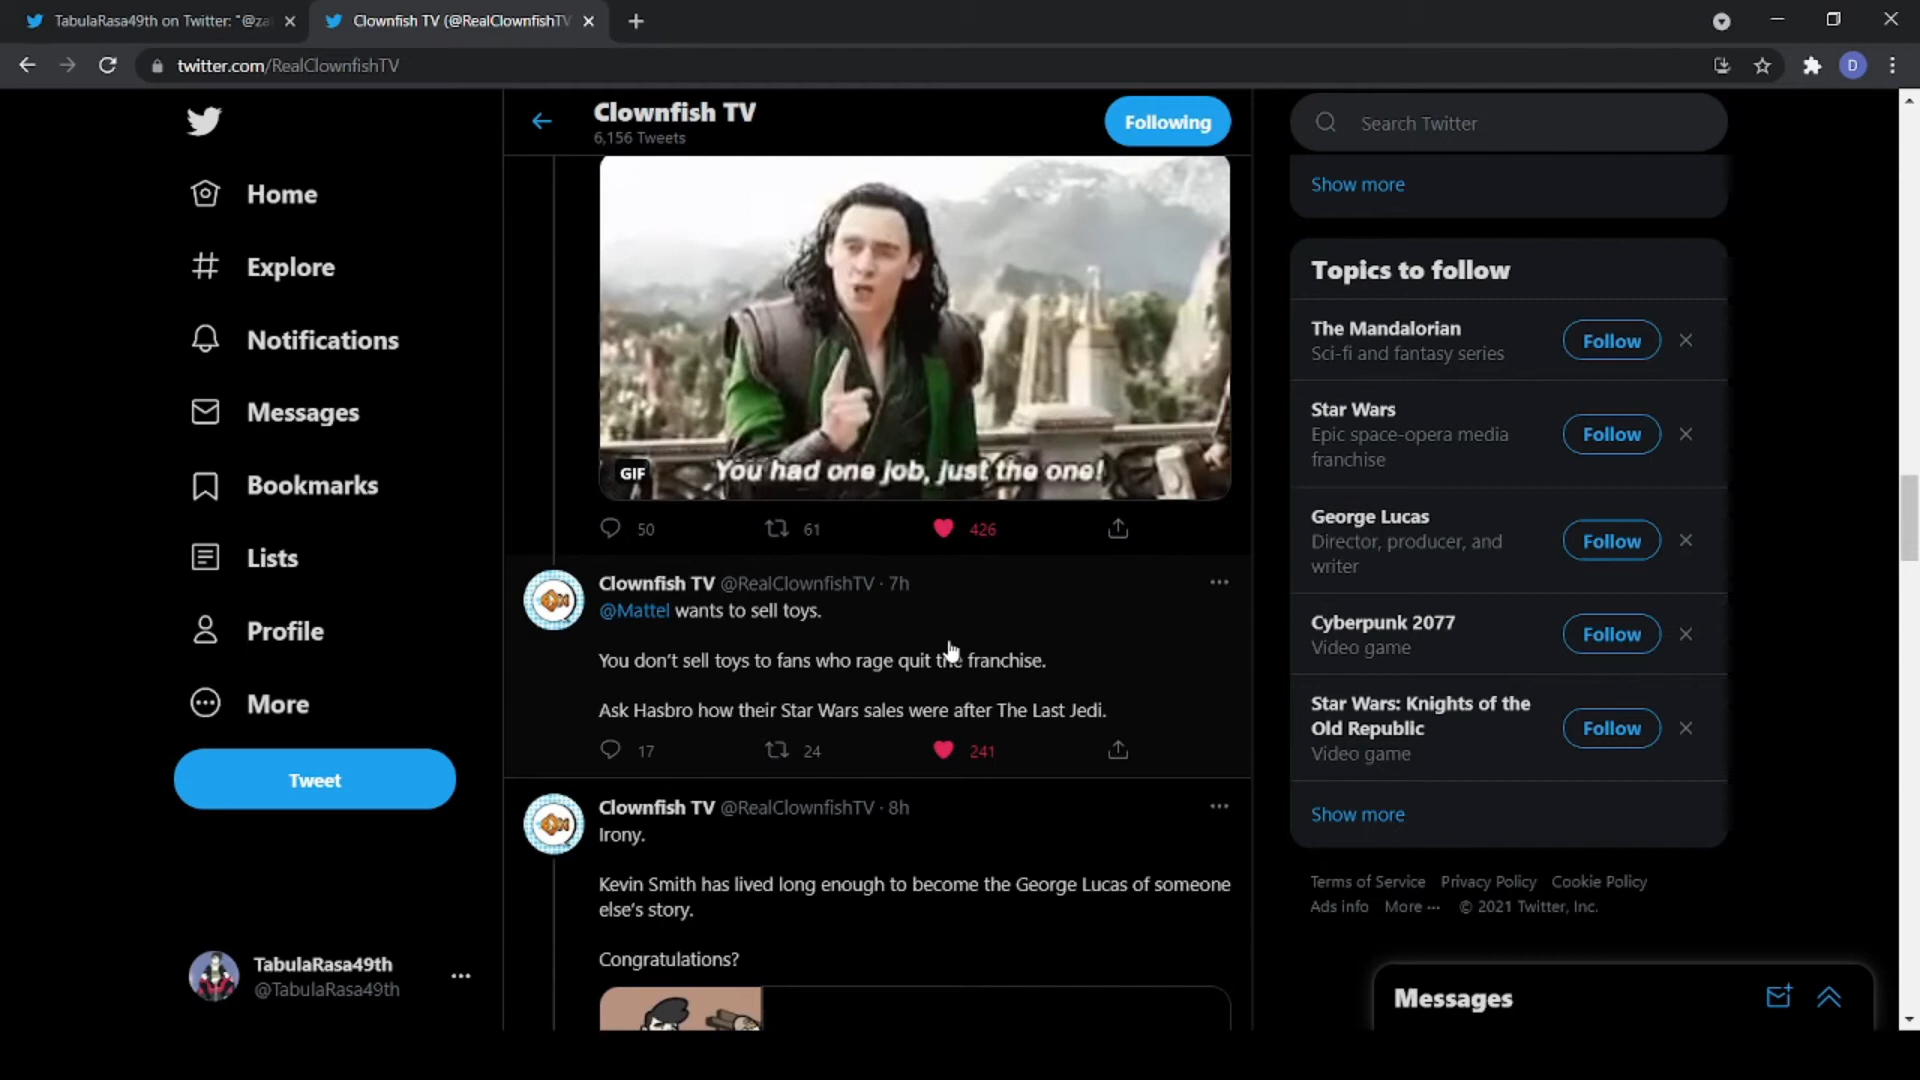 TabulaRasa49th on Twitter: "@za
Clownfish TV (@RealClownfishTV
twitter.com/RealClownfishTV
D
Home
Explore
Notifications
Messages
Bookmarks
Lists
Profile
More
Tweet
TabulaRasa49th
@TabulaRasa49th
Clownfish TV
6,156 Tweets
Following
GIF
You had one job, just the one!
50
61
426
Clownfish TV @RealClownfishTV · 7h
@Mattel wants to sell toys.
You don't sell toys to fans who rage quit the franchise.
Ask Hasbro how their Star Wars sales were after The Last Jedi.
17
24
241
Clownfish TV @RealClownfishTV · 8h
Irony.
Kevin Smith has lived long enough to become the George Lucas of someone
else's story.
Congratulations?
Search Twitter
Show more
Topics to follow
The Mandalorian
Sci-fi and fantasy series
Follow
Star Wars
Epic space-opera media
franchise
Follow
George Lucas
Director, producer, and
writer
Follow
Cyberpunk 2077
Video game
Follow
Star Wars: Knights of the
Old Republic
Video game
Follow
Show more
Terms of Service Privacy Policy Cookie Policy
Ads info More ··· © 2021 Twitter, Inc.
Messages